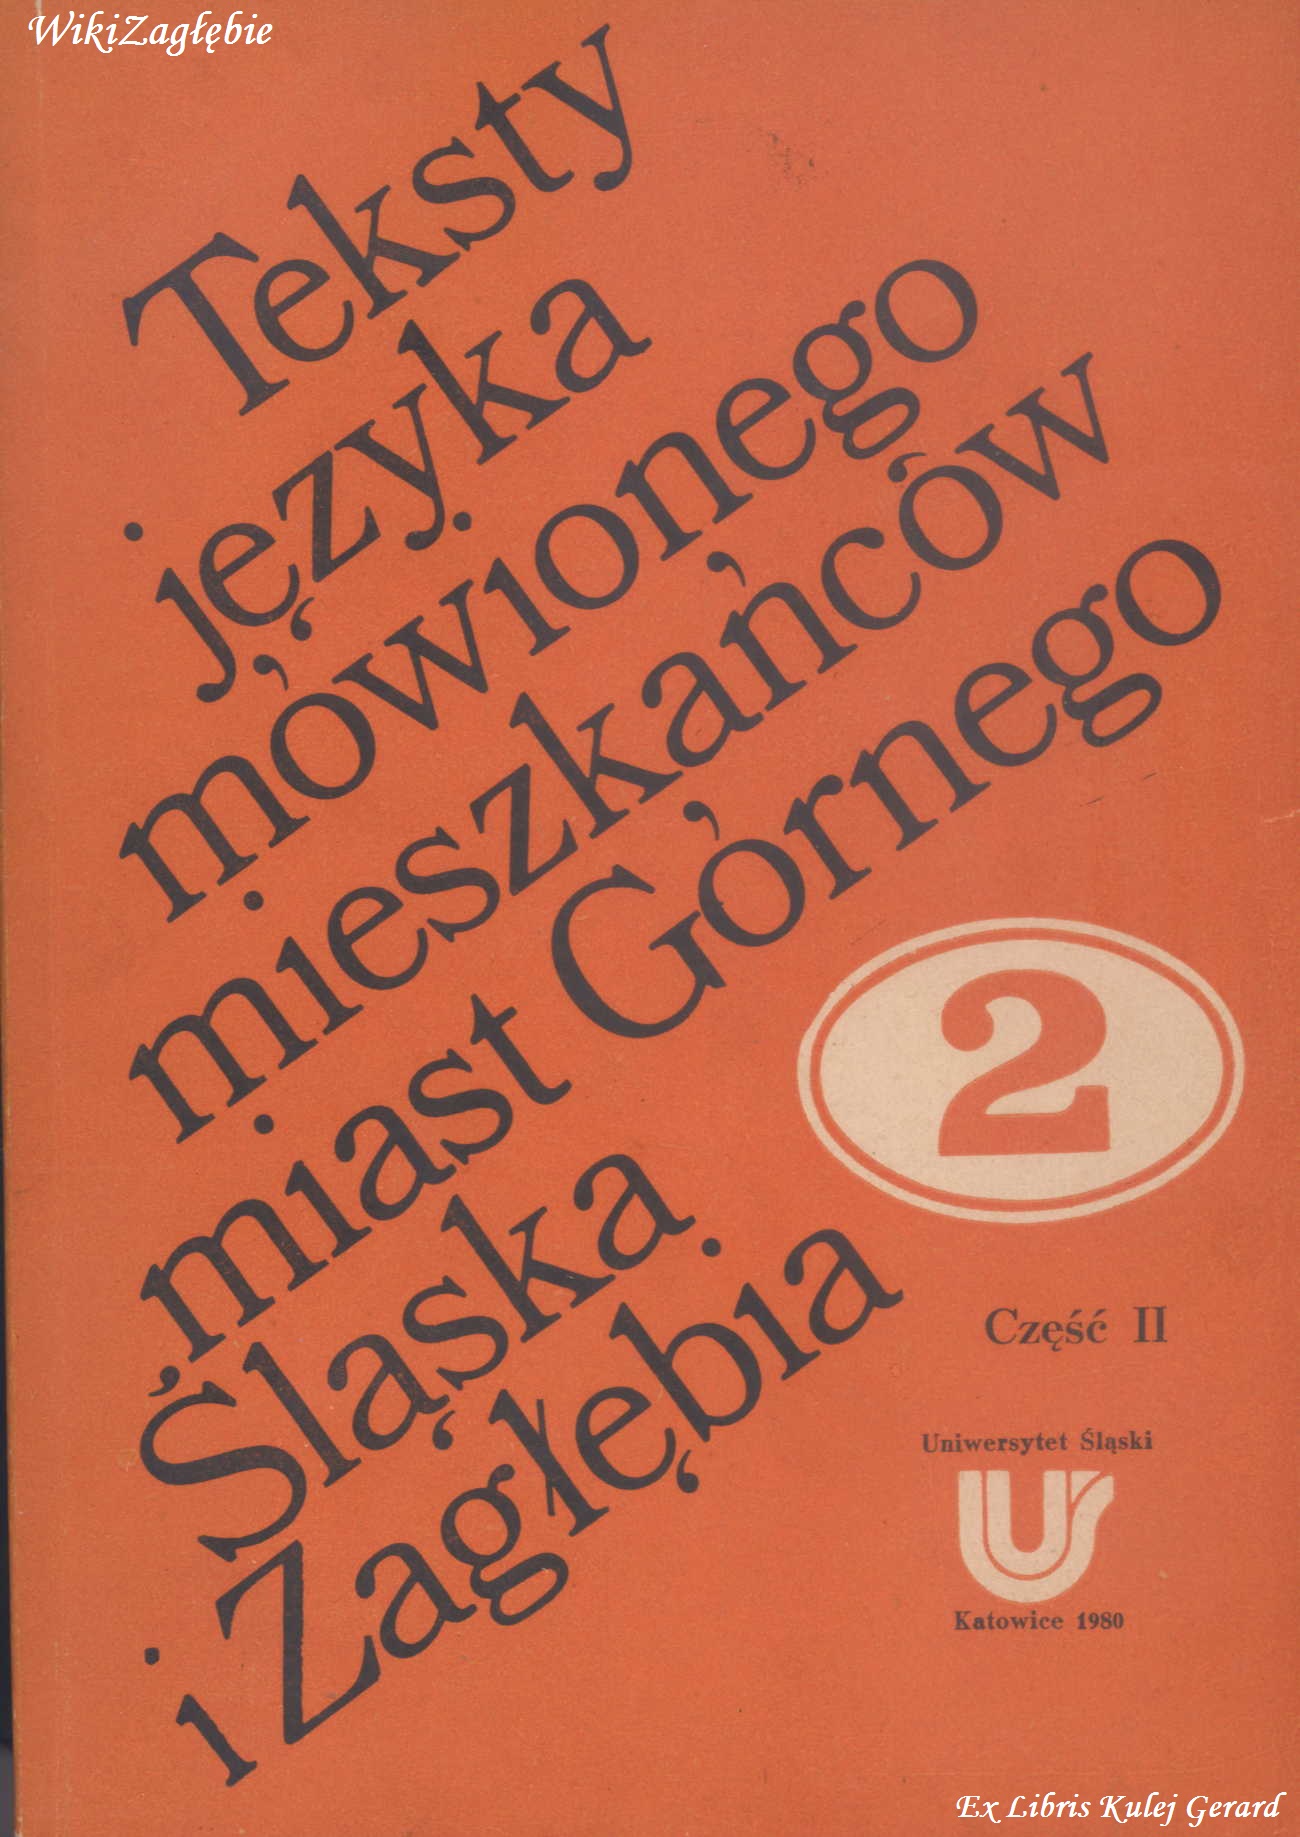 WikiZagłębie
Teksty
języka
mówionego
mieszkańców
miast Górnego
Śląska
i Zagłębia
2
Część II
Uniwersytet Śląski
UŚ
Katowice 1980
Ex Libris Kulej Gerard